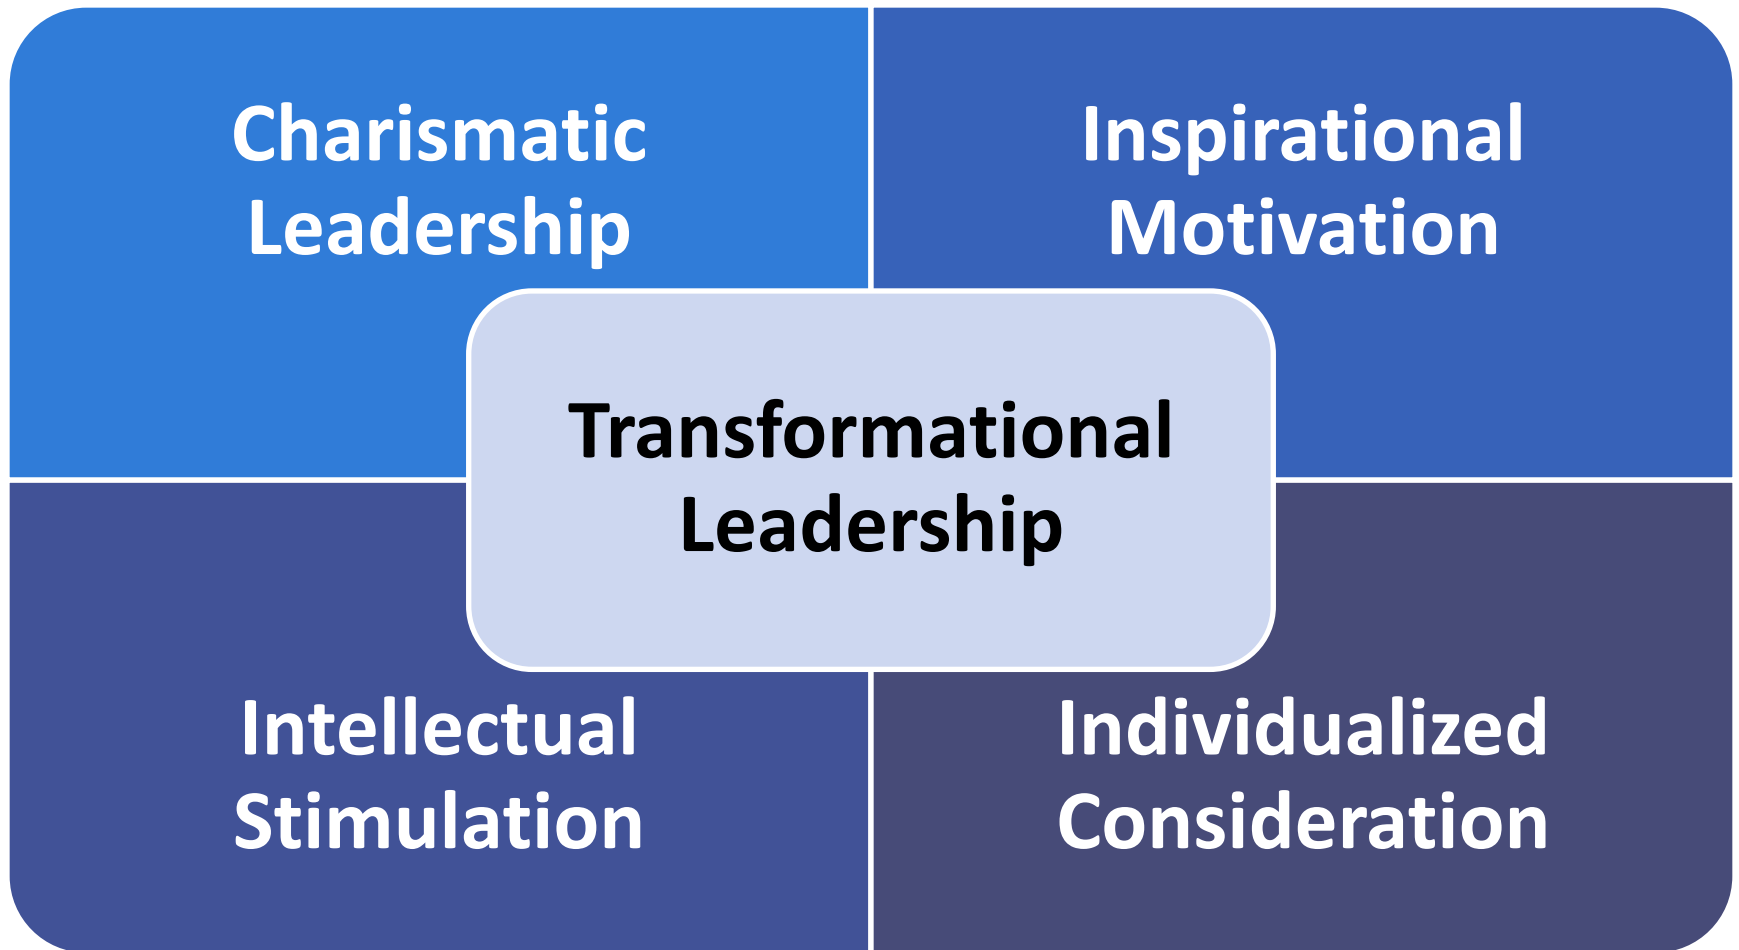 Charismatic
Leadership
Inspirational
Motivation
Transformational
Leadership
Intellectual
Stimulation
Individualized
Consideration